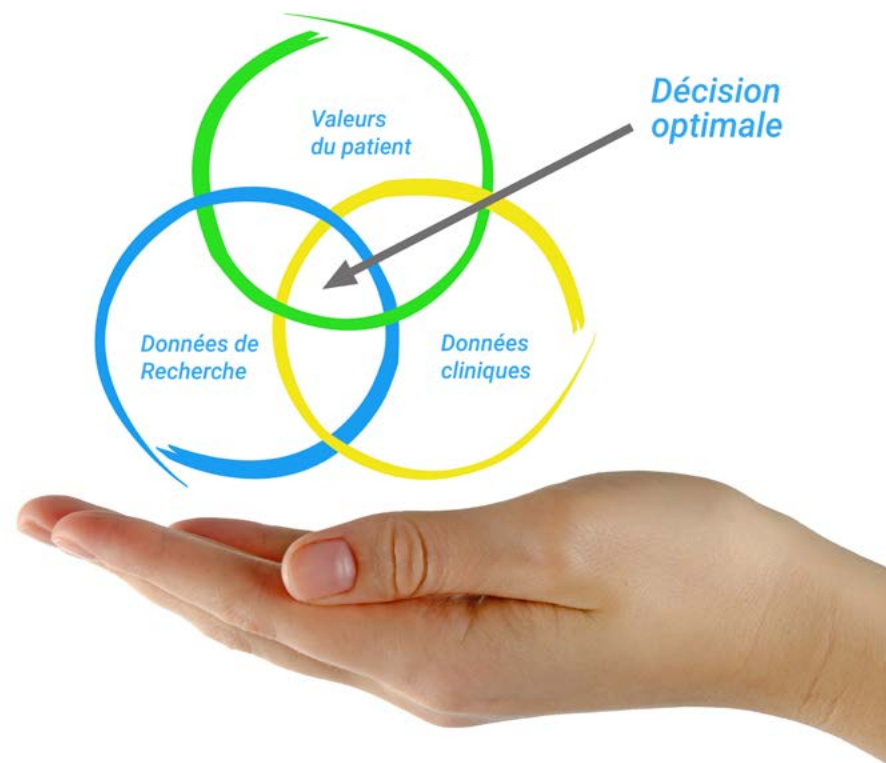 Valeurs
du patient
Décision
optimale
Données de
Recherche
Données
cliniques